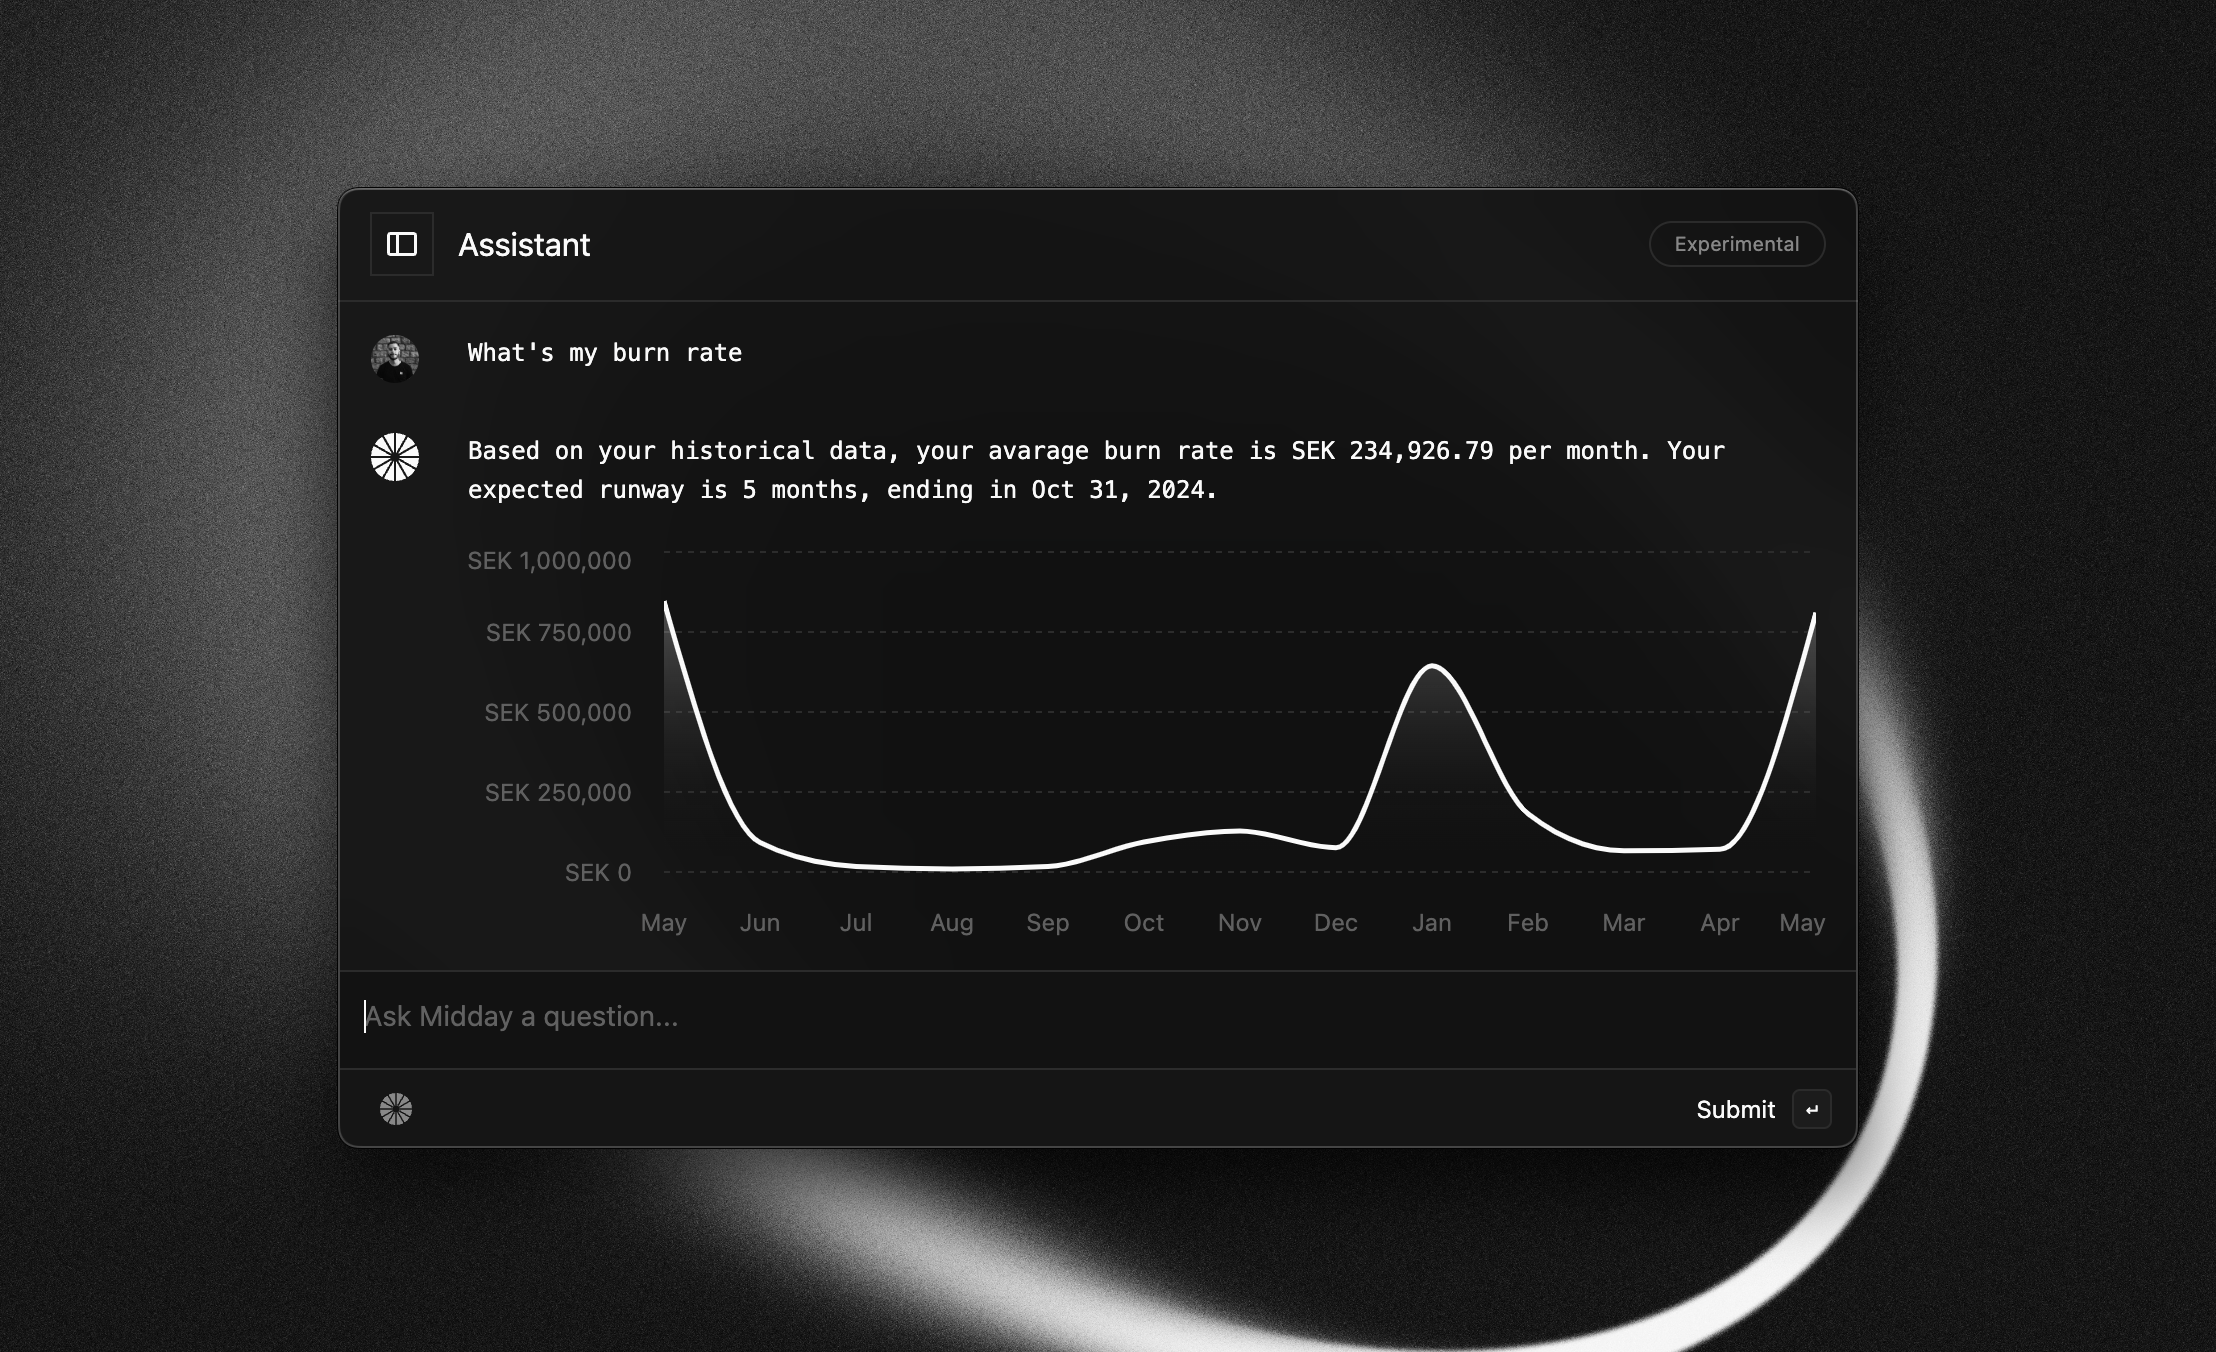 Assistant
Experimental
What's my burn rate
Based on your historical data, your avarage burn rate is SEK 234,926.79 per month. Your
expected runway is 5 months, ending in Oct 31, 2024.
SEK 1,000,000
SEK 750,000
SEK 500,000
SEK 250,000
SEK 0
May Jun Jul Aug Sep Oct Nov Dec Jan Feb Mar Apr May
Ask Midday a question...
Submit ↵